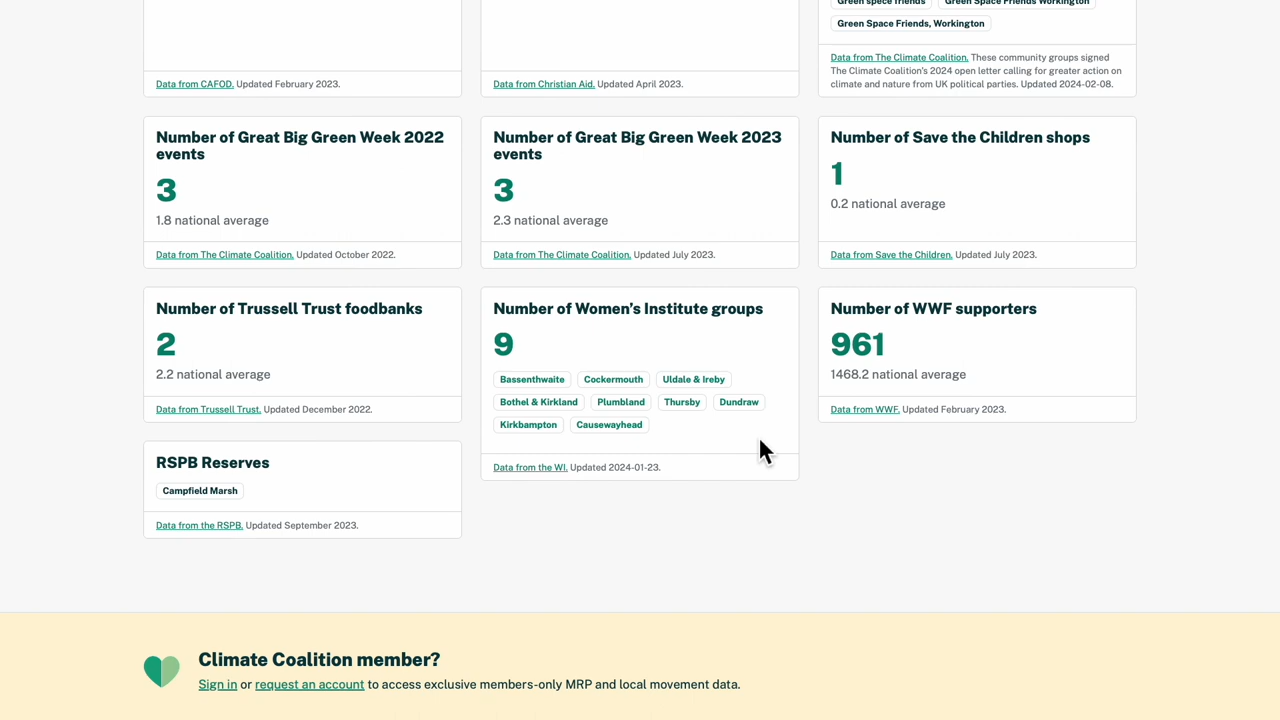 Green space friends
Green Space Friends Workington
Green Space Friends, Workington
Data from CAFOD. Updated February 2023.
Data from Christian Aid. Updated April 2023.
Data from The Climate Coalition. These community groups signed
The Climate Coalition's 2024 open letter calling for greater action on
climate and nature from UK political parties. Updated 2024-02-08.
Number of Great Big Green Week 2022
events
3
1.8 national average
Data from The Climate Coalition. Updated October 2022.
Number of Great Big Green Week 2023
events
3
2.3 national average
Data from The Climate Coalition. Updated July 2023.
Number of Save the Children shops
1
0.2 national average
Data from Save the Children. Updated July 2023.
Number of Trussell Trust foodbanks
2
2.2 national average
Data from Trussell Trust. Updated December 2022.
Number of Women's Institute groups
9
Bassenthwaite Cockermouth Uldale & Ireby
Bothel & Kirkland Plumbland Thursby Dundraw
Kirkbampton Causewayhead
Data from the WI. Updated 2024-01-23.
Number of WWF supporters
961
1468.2 national average
Data from WWF. Updated February 2023.
RSPB Reserves
Campfield Marsh
Data from the RSPB. Updated September 2023.
Climate Coalition member?
Sign in or request an account to access exclusive members-only MRP and local movement data.